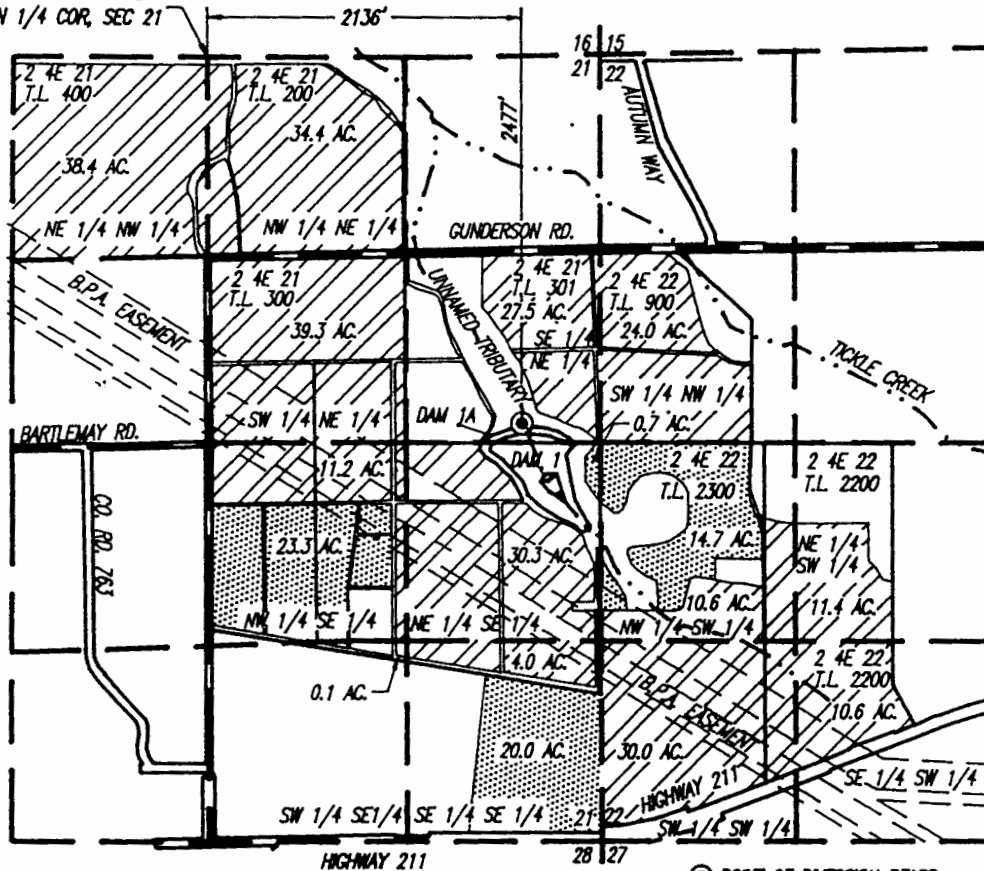 N 1/4 COR, SEC 21
2136'
2477'
16 15
21 22
2 4E 21
T.L. 400
38.4 AC.
NE 1/4 NW 1/4
2 4E 21
T.L. 200
34.4 AC.
NW 1/4 NE 1/4
AUTUMN WAY
GUNDERSON RD.
B.P.A. EASEMENT
2 4E 21
T.L. 300
39.3 AC.
UNNAMED TRIBUTARY
2 4E 21
T.L. 301
27.5 AC.
SE 1/4
NE 1/4
2 4E 22
T.L. 900
24.0 AC.
TICKLE CREEK
SW 1/4 NE 1/4
DAM 1A
SW 1/4 NW 1/4
0.7 AC.
BARTLEMAY RD.
11.2 AC.
DAM 1
2 4E 22
T.L. 2300
14.7 AC.
2 4E 22
T.L. 2200
CO. RD. 763
23.3 AC.
30.3 AC.
NE 1/4
SW 1/4
11.4 AC.
10.6 AC.
NW 1/4 SE 1/4
NE 1/4 SE 1/4
NW 1/4 SW 1/4
4.0 AC.
0.1 AC.
2 4E 22
T.L. 2200
10.6 AC.
B.P.A. EASEMENT
20.0 AC.
30.0 AC.
HIGHWAY 211
SE 1/4 SW 1/4
SW 1/4 SE1/4
SE 1/4 SE 1/4
21 22
SW 1/4 SW 1/4
HIGHWAY 211
28 27